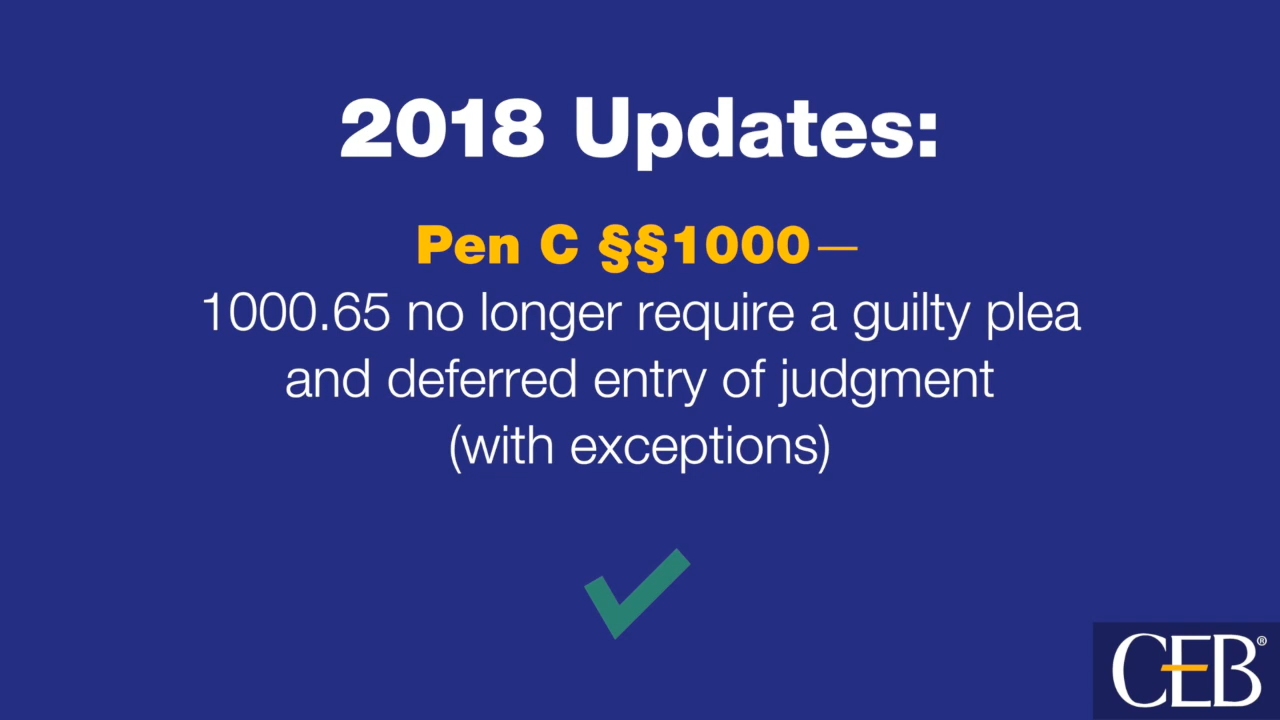 2018 Updates:
Pen C §§1000—
1000.65 no longer require a guilty plea
and deferred entry of judgment
(with exceptions)
CEB®